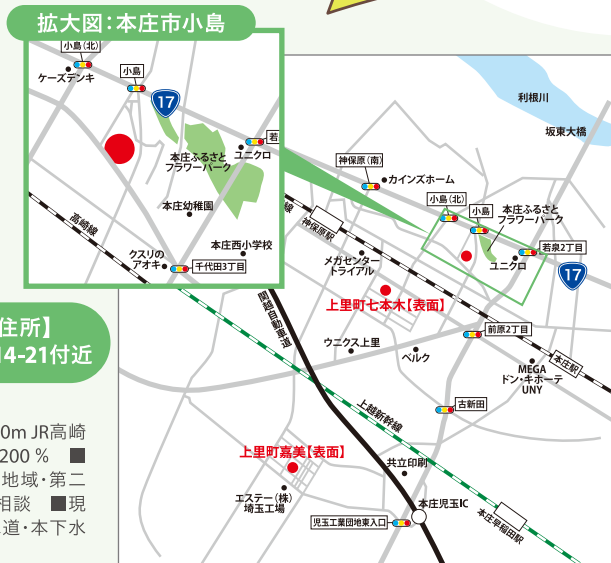 拡大図：本庄市小島
小島(北)
ケーズデンキ
小島
17
若
ユニクロ
本庄ふるさと
フラワーパーク
本庄幼稚園
高崎線
本庄西小学校
クスリの
アオキ
千代田3丁目
利根川
坂東大橋
神保原(南)
カインズホーム
小島(北)
小島
本庄ふるさと
フラワーパーク
線
神保原駅
若泉2丁目
ユニクロ
17
メガセンター
トライアル
上里町七本木【表面】
関越自動車道
前原2丁目
ウニクス上里
ベルク
本庄駅
MEGA
ドン・キホーテ
UNY
古新田
上越新幹線
上里町嘉美【表面】
共立印刷
エステー(株)
埼玉工場
本庄児玉IC
児玉工業団地東入口
本庄早稲田駅
住所】
14-21付近
0m JR高崎
200％ ■
地域・第二
相談 ■現
道・本下水